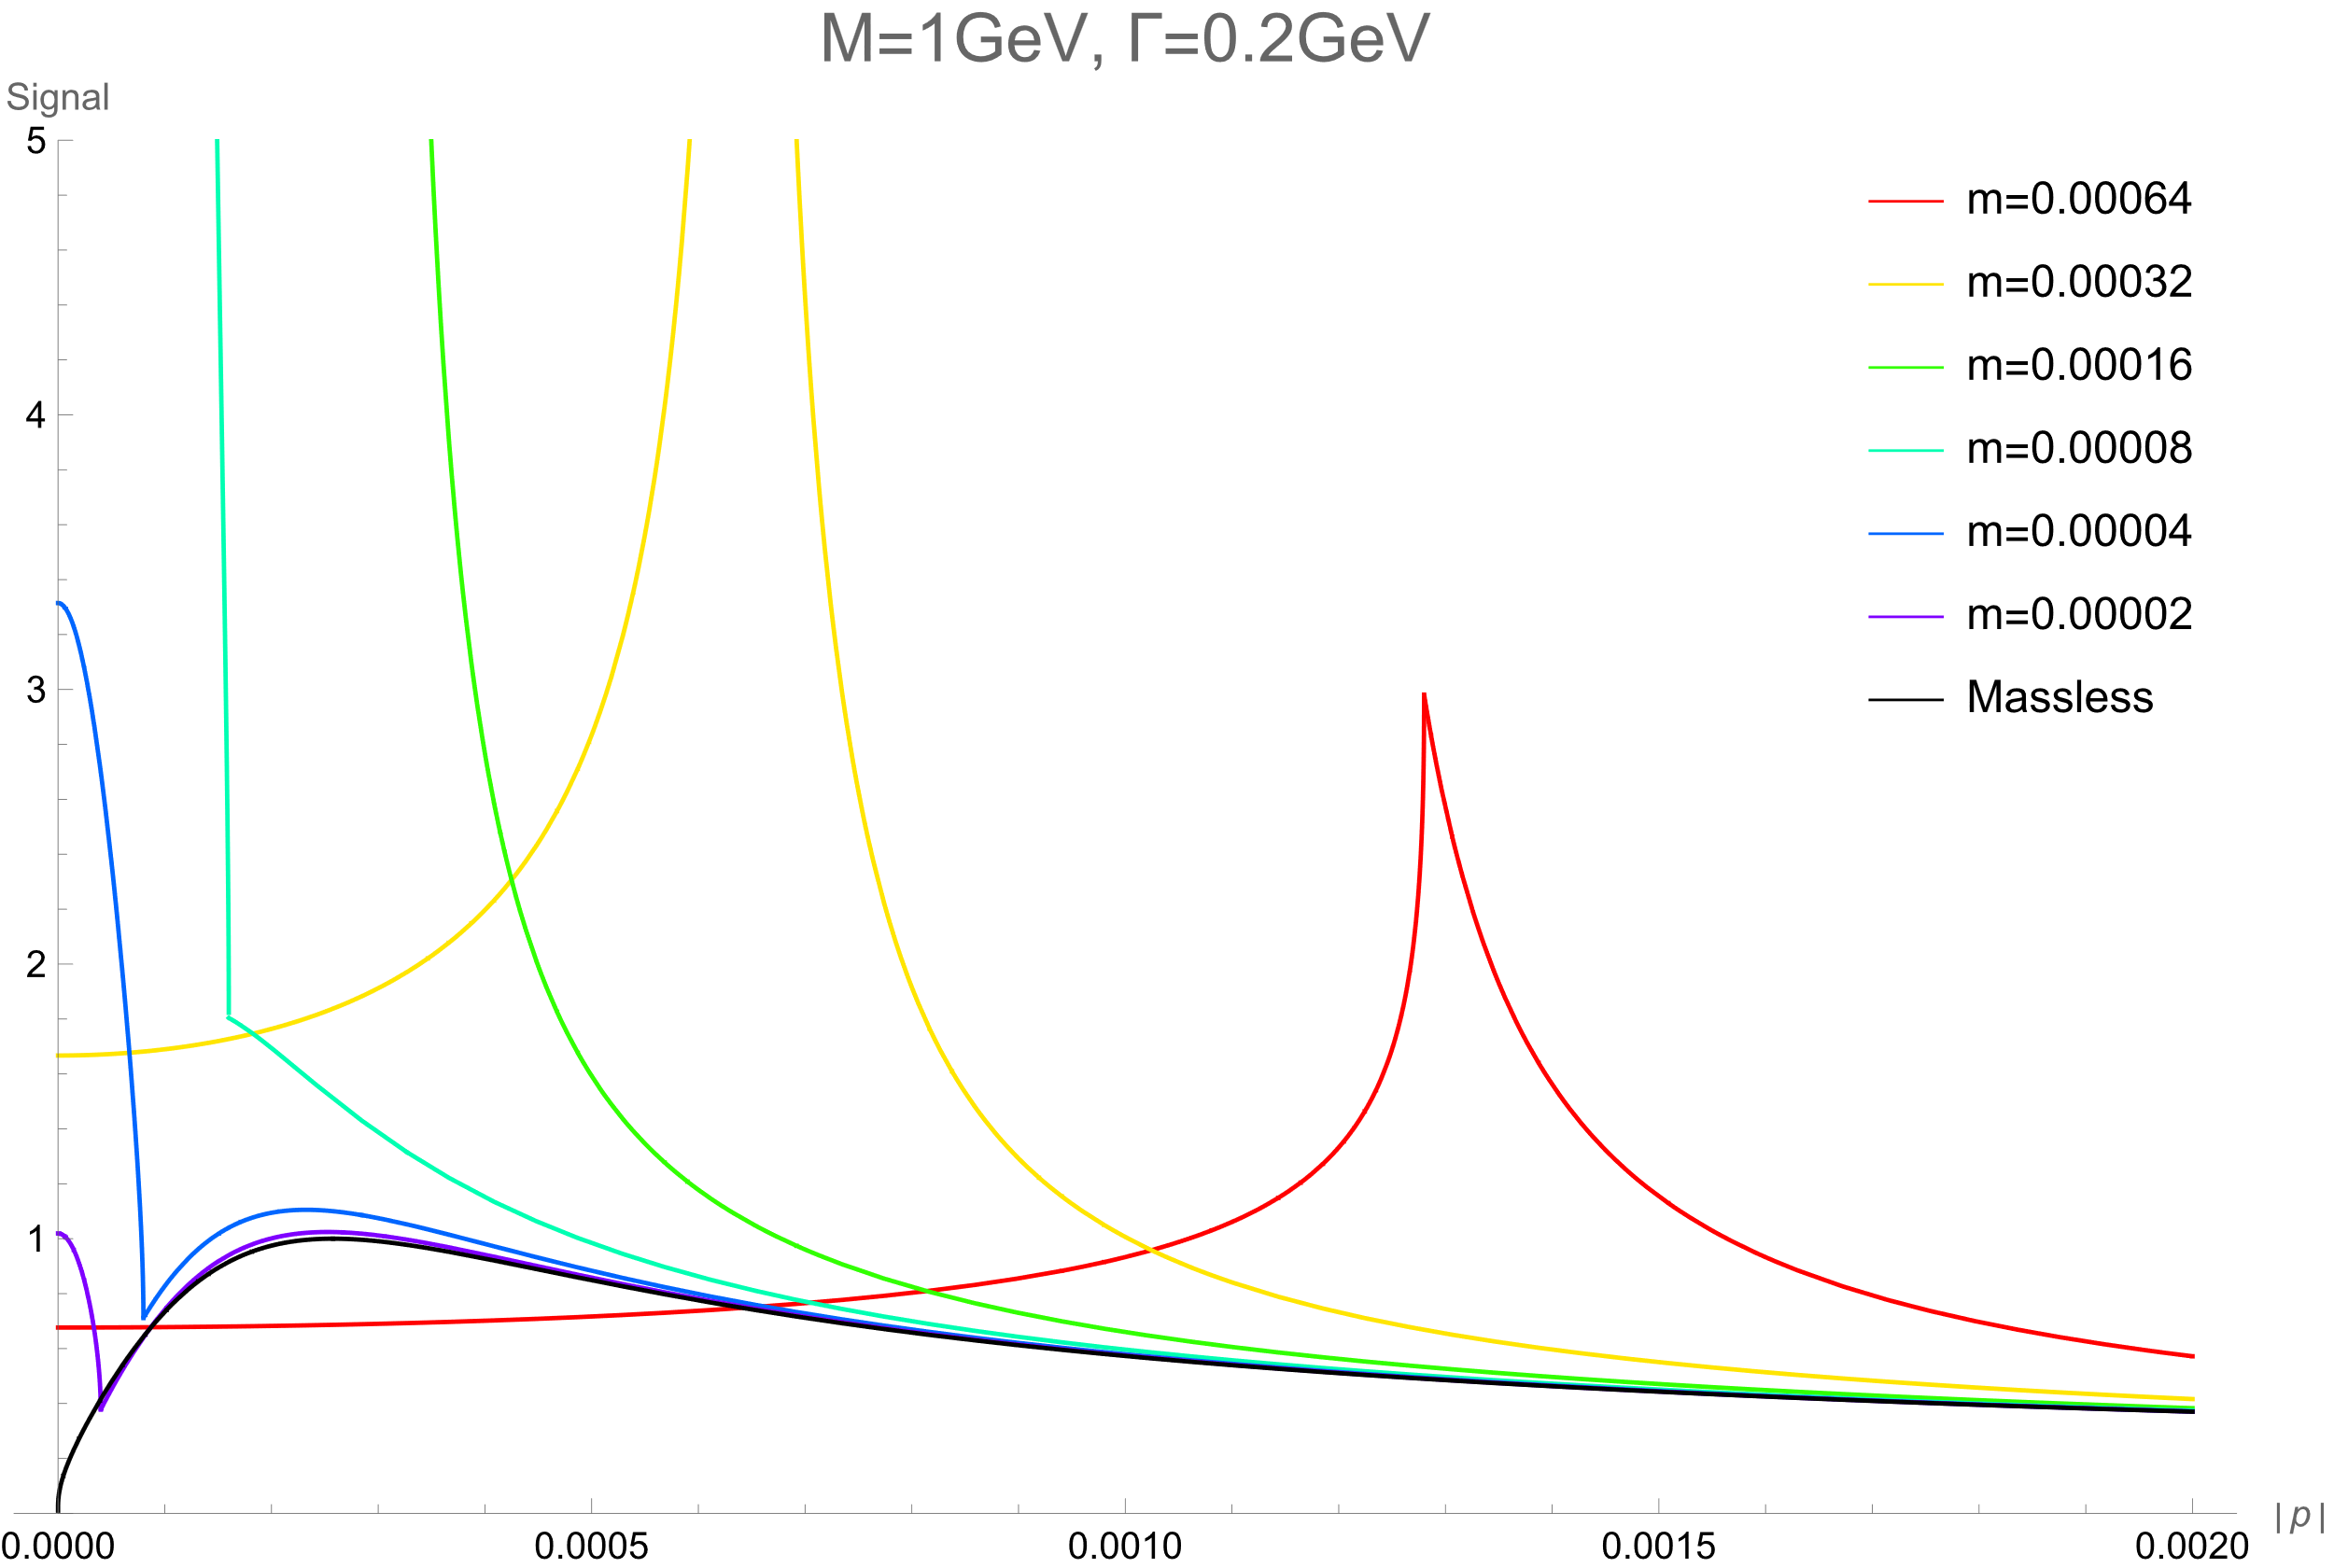 M=1GeV, Γ=0.2GeV
Signal
5
4
3
2
1
m=0.00064
m=0.00032
m=0.00016
m=0.00008
m=0.00004
m=0.00002
Massless
0.0000 0.0005 0.0010 0.0015 0.0020
|p|